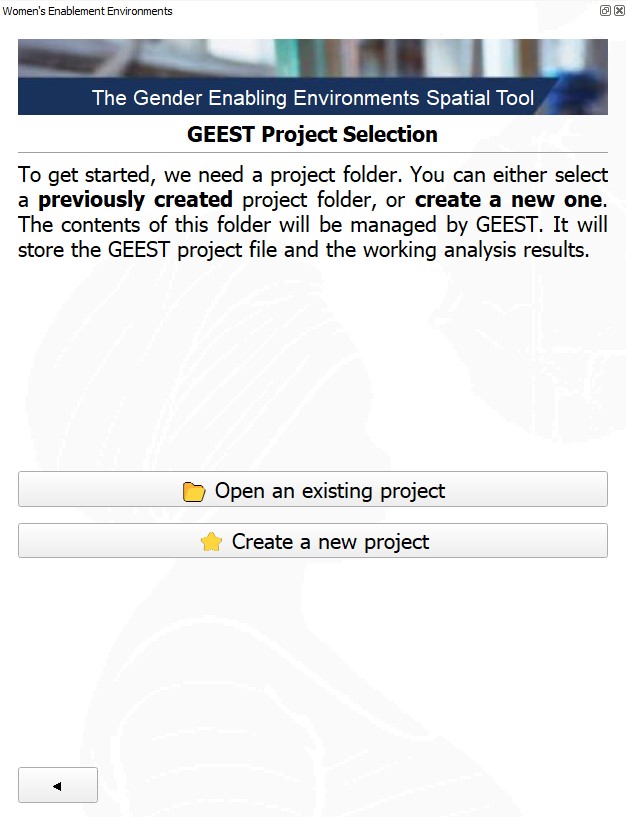 Women's Enablement Environments
The Gender Enabling Environments Spatial Tool
GEEST Project Selection
To get started, we need a project folder. You can either select
a previously created project folder, or create a new one.
The contents of this folder will be managed by GEEST. It will
store the GEEST project file and the working analysis results.
Open an existing project
Create a new project